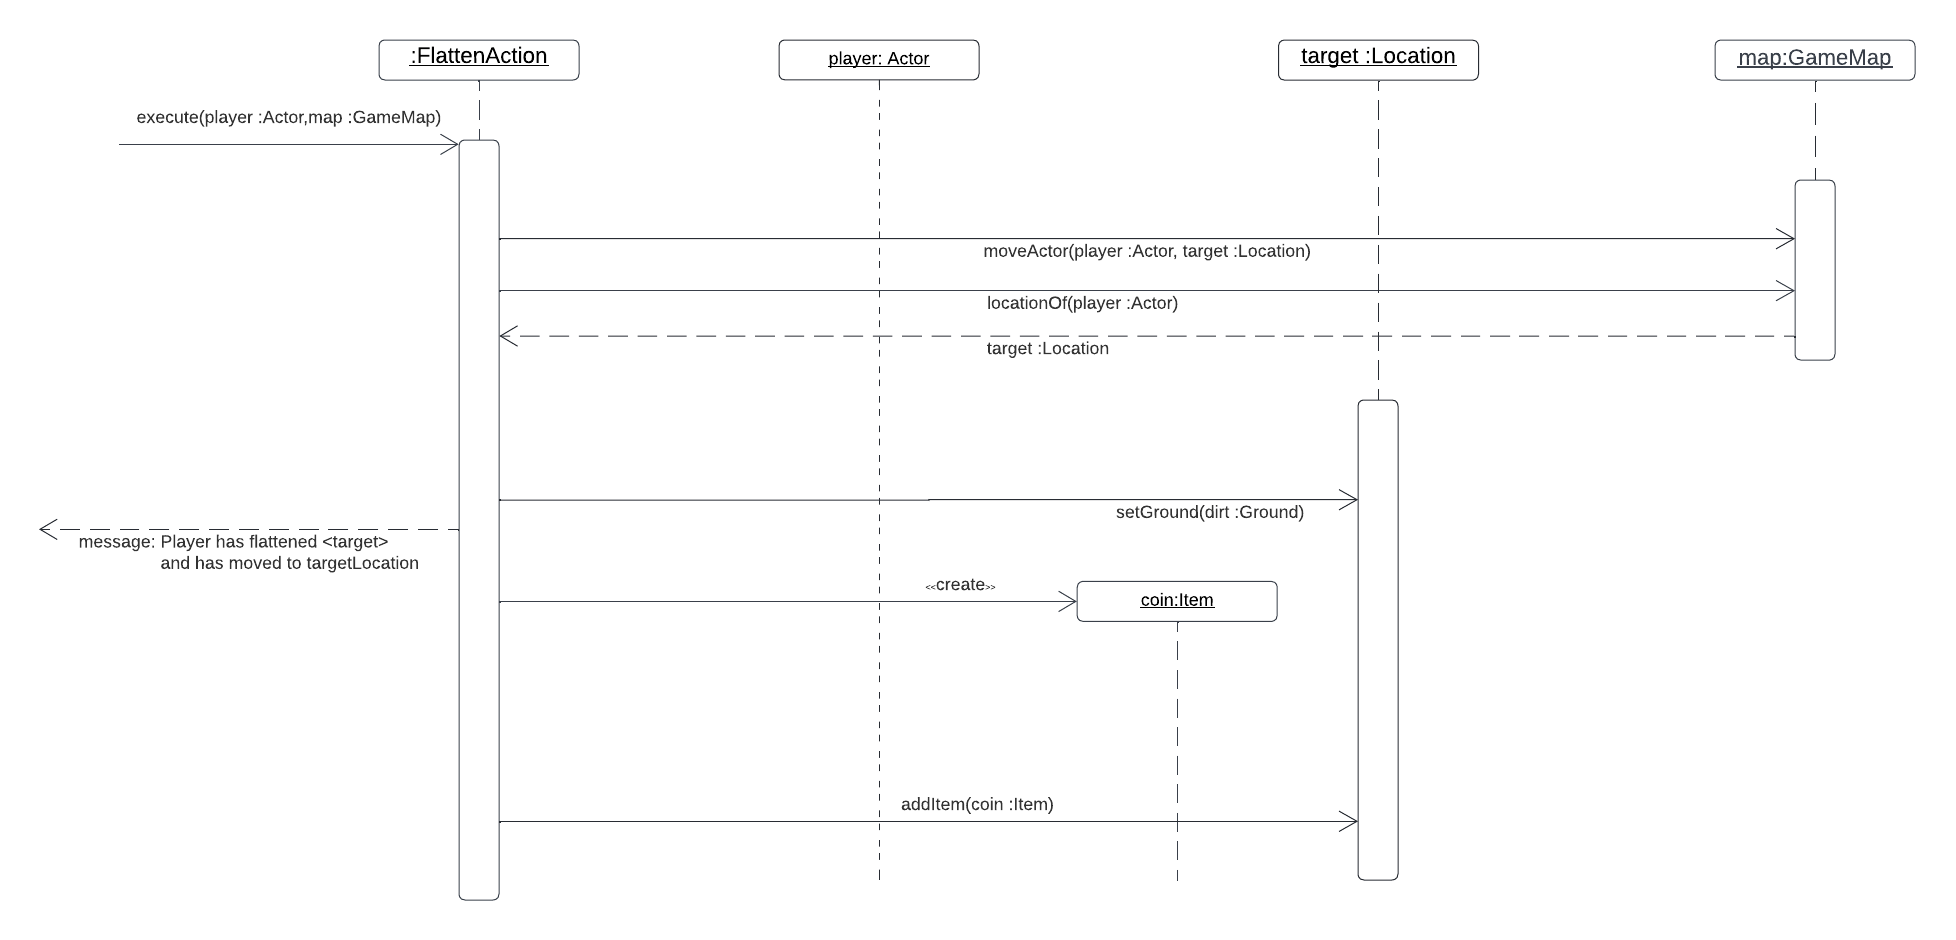 :FlattenAction
player: Actor
target :Location
map:GameMap
execute(player :Actor,map :GameMap)
moveActor(player :Actor, target :Location)
locationOf(player :Actor)
target :Location
setGround(dirt :Ground)
message: Player has flattened <target>
and has moved to targetLocation
<<create>>
coin:Item
addItem(coin :Item)